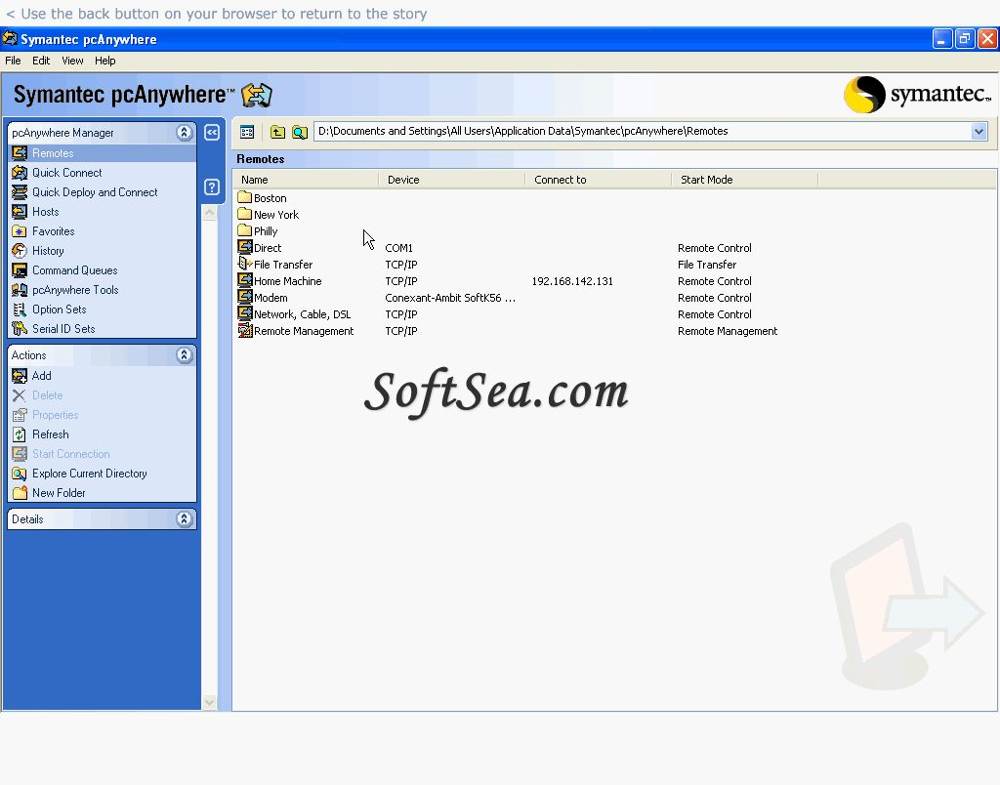 < Use the back button on your browser to return to the story
Symantec pcAnywhere
File Edit View Help
Symantec pcAnywhere™
symantec.™
pcAnywhere Manager
Remotes
Quick Connect
Quick Deploy and Connect
Hosts
Favorites
History
Command Queues
pcAnywhere Tools
Option Sets
Serial ID Sets
Actions
Add
Delete
Properties
Refresh
Start Connection
Explore Current Directory
New Folder
Details
?
D:\Documents and Settings\All Users\Application Data\Symantec\pcAnywhere\Remotes
Remotes
Name Device Connect to Start Mode
Boston
New York
Philly
Direct COM1 Remote Control
File Transfer TCP/IP File Transfer
Home Machine TCP/IP 192.168.142.131 Remote Control
Modem Conexant-Ambit SoftK56 ... Remote Control
Network, Cable, DSL TCP/IP Remote Control
Remote Management TCP/IP Remote Management
SoftSea.com